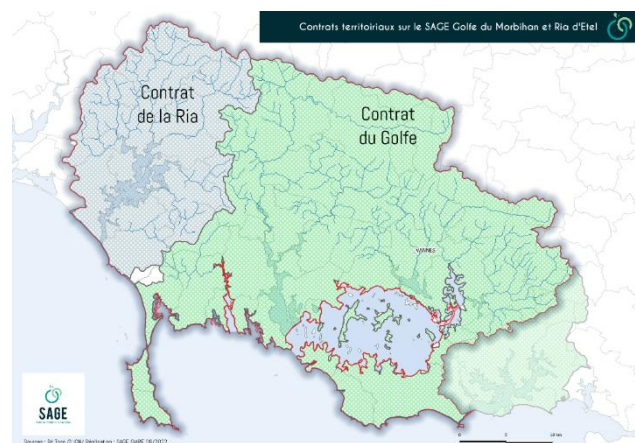 Contrats territoiriaux sur le SAGE Golfe du Morbihan et Ria d'Etel
Contrat
de la Ria
Contrat
du Golfe
VANNES
SAGE